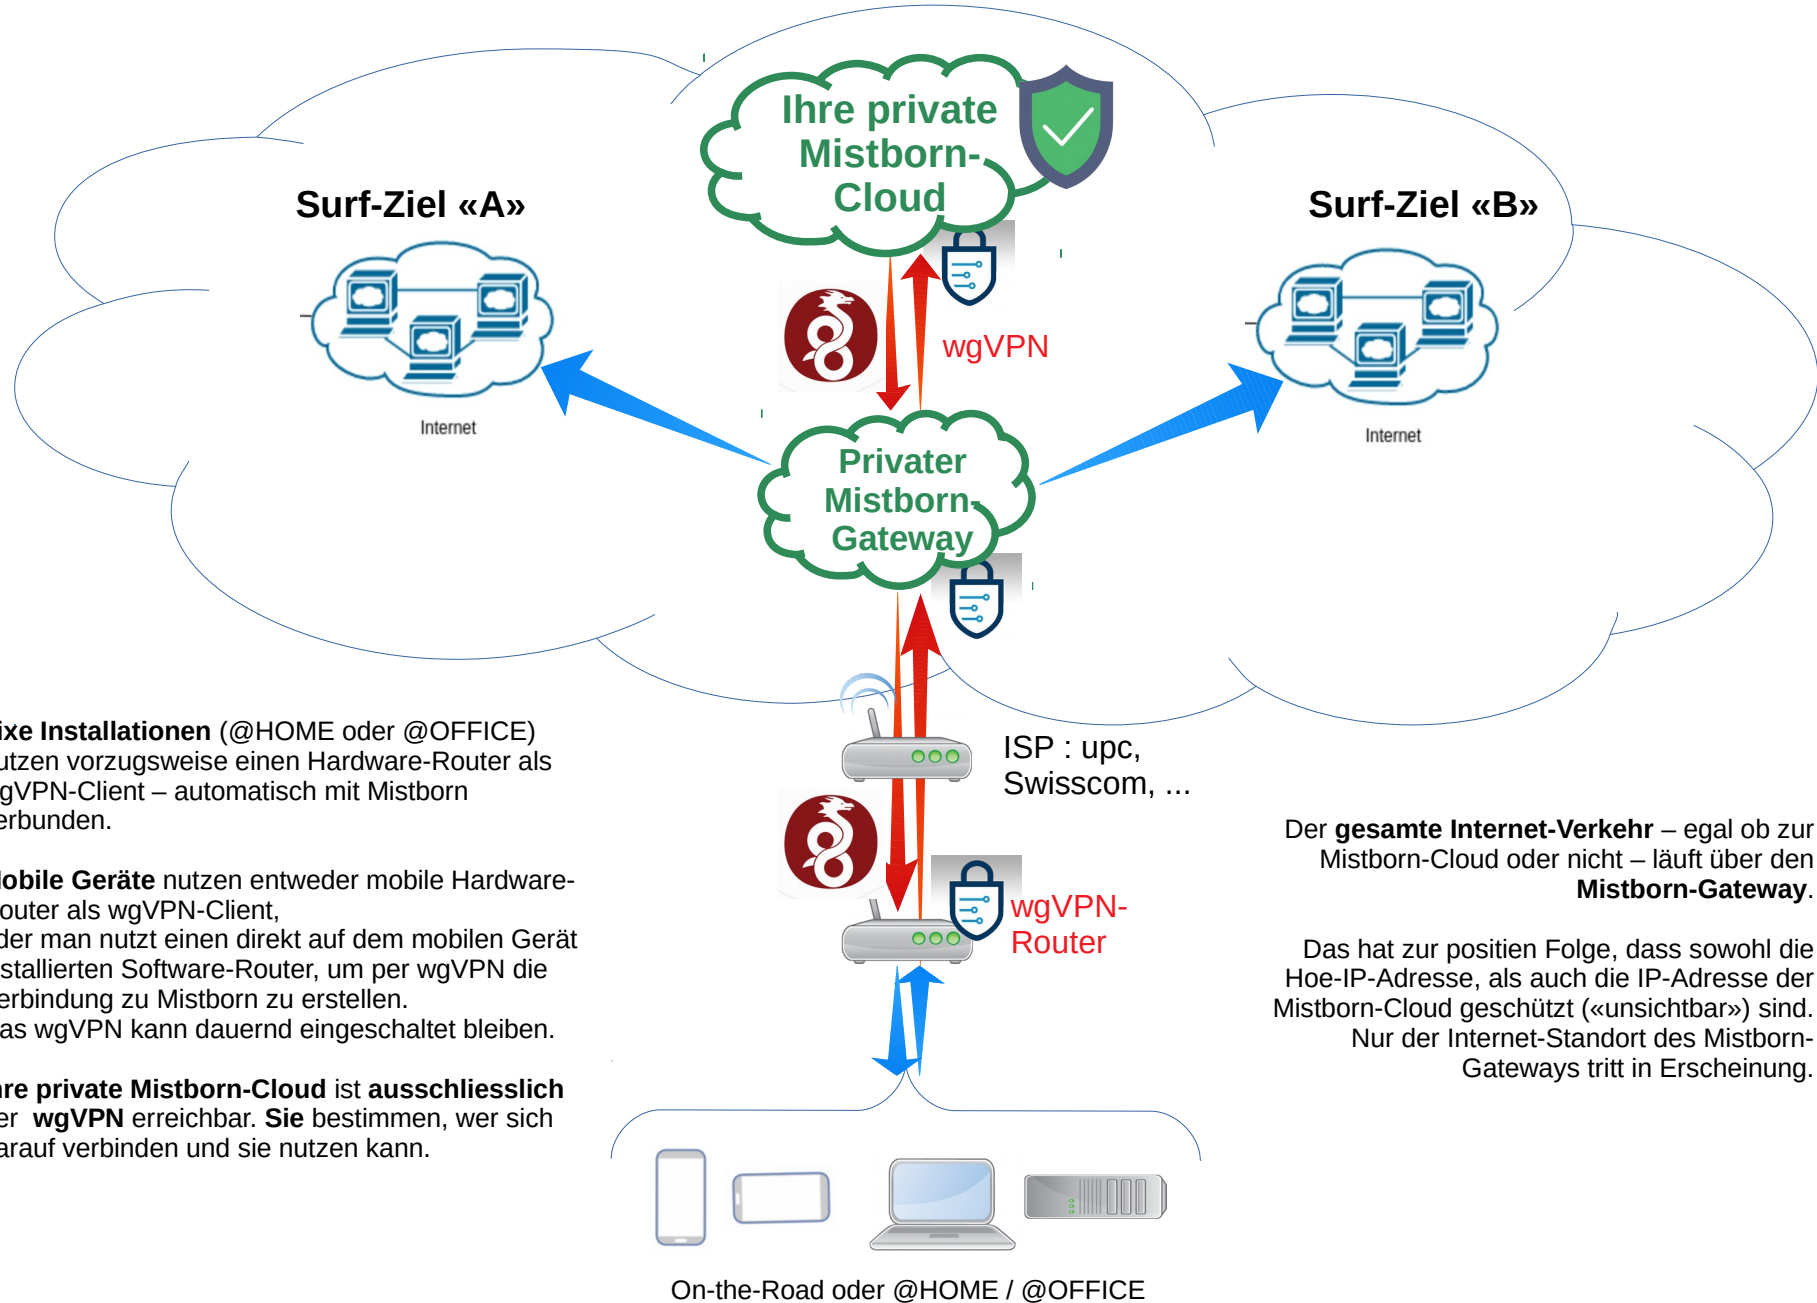 Ihre private
Mistborn-
Cloud
Surf-Ziel «A»
Surf-Ziel «B»
wgVPN
Internet
Internet
Privater
Mistborn-
Gateway
ixe Installationen (@HOME oder @OFFICE)
utzen vorzugsweise einen Hardware-Router als
gVPN-Client – automatisch mit Mistborn
erbunden.
obile Geräte nutzen entweder mobile Hardware-
outer als wgVPN-Client,
der man nutzt einen direkt auf dem mobilen Gerät
stallierten Software-Router, um per wgVPN die
erbindung zu Mistborn zu erstellen.
as wgVPN kann dauernd eingeschaltet bleiben.
re private Mistborn-Cloud ist ausschliesslich
er wgVPN erreichbar. Sie bestimmen, wer sich
arauf verbinden und sie nutzen kann.
ISP : upc,
Swisscom, ...
wgVPN-
Router
Der gesamte Internet-Verkehr – egal ob zur
Mistborn-Cloud oder nicht – läuft über den
Mistborn-Gateway.
Das hat zur positien Folge, dass sowohl die
Hoe-IP-Adresse, als auch die IP-Adresse der
Mistborn-Cloud geschützt («unsichtbar») sind.
Nur der Internet-Standort des Mistborn-
Gateways tritt in Erscheinung.
On-the-Road oder @HOME / @OFFICE